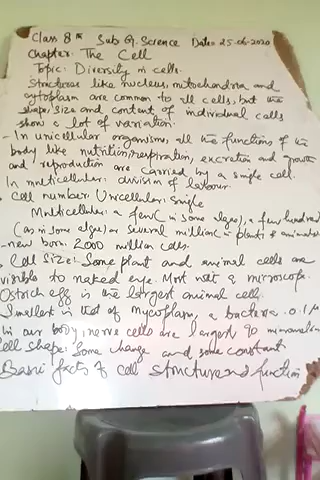 Class 8th Sub G. Science Date: 25-06-2020
Chapter: The Cell
Topic: Diversity in cells.
Structures like nucleus, mitochondria and
cytoplasm are common to all cells, but the
shape, size and content of individual cells
show a lot of variation.
- In unicellular organisms, all the functions of the
body like nutrition, respiration, excretion and growth
and reproduction are carried by a single cell.
In multicellular: division of labour.
. Cell number: Unicellular: Single
Multicellular: a few (in some algae), a few hundred
(as in some algae) or several million (in plants & animals
- new born: 2000 million cells.
. Cell Size: Some plant and animal cells are
visible to naked eye. Most need a microscope.
Ostrich egg is the largest animal cell.
Smallest is that of mycoplasm, a bacteria. 0.1
In our body, nerve cells are largest 90
Cell shape: Some change and some constant
Basic facts of cell structure and function